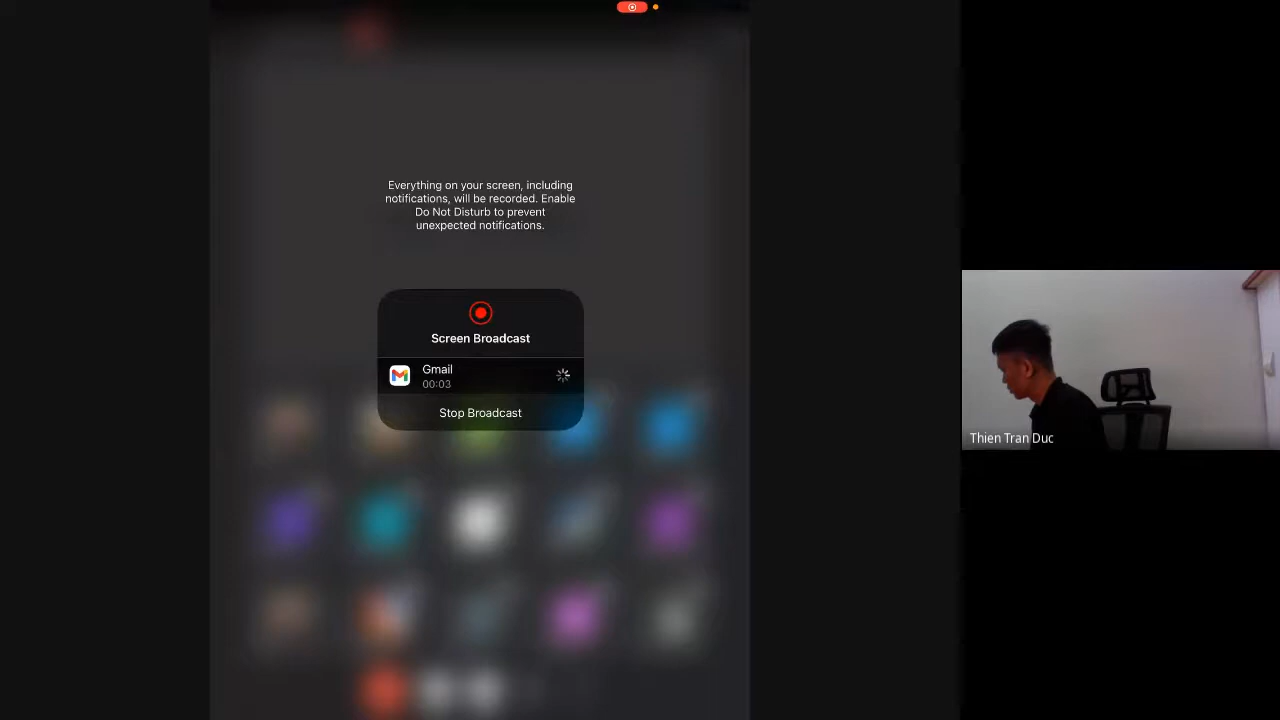 Everything on your screen, including
notifications, will be recorded. Enable
Do Not Disturb to prevent
unexpected notifications.
Screen Broadcast
Gmail
00:03
Stop Broadcast
Thien Tran Duc